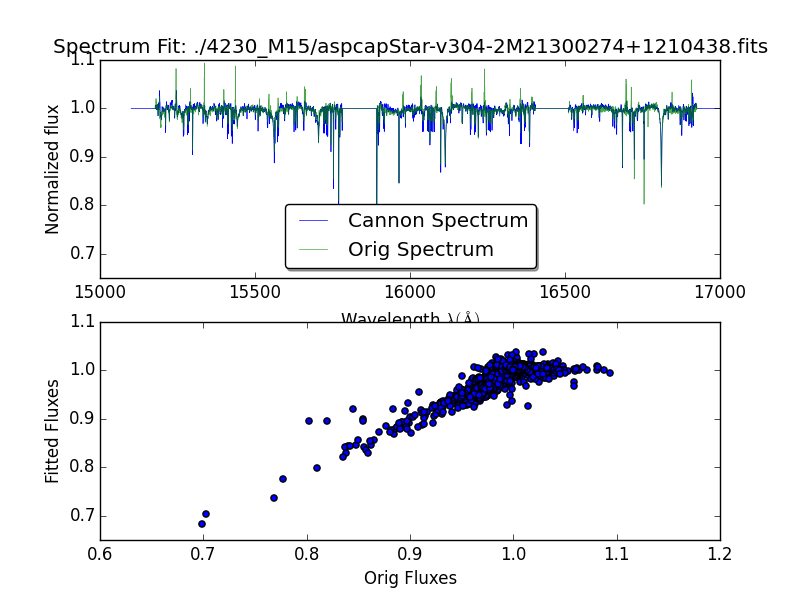 Spectrum Fit: ./4230_M15/aspcapStar-v304-2M21300274+1210438.fits
1.1
1.0
0.9
0.8
0.7
Normalized flux
Cannon Spectrum
Orig Spectrum
15000 15500 16000 16500 17000
Wavelength λ(Å)
1.1
1.0
0.9
0.8
0.7
Fitted Fluxes
0.6 0.7 0.8 0.9 1.0 1.1 1.2
Orig Fluxes